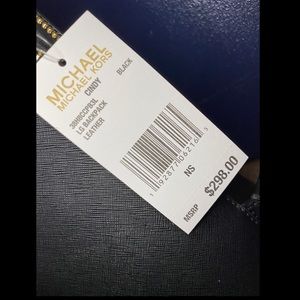 MICHAEL
MICHAEL KORS
CINDY
BLACK
LG BACKPACK
LEATHER
NS
MSRP $298.00